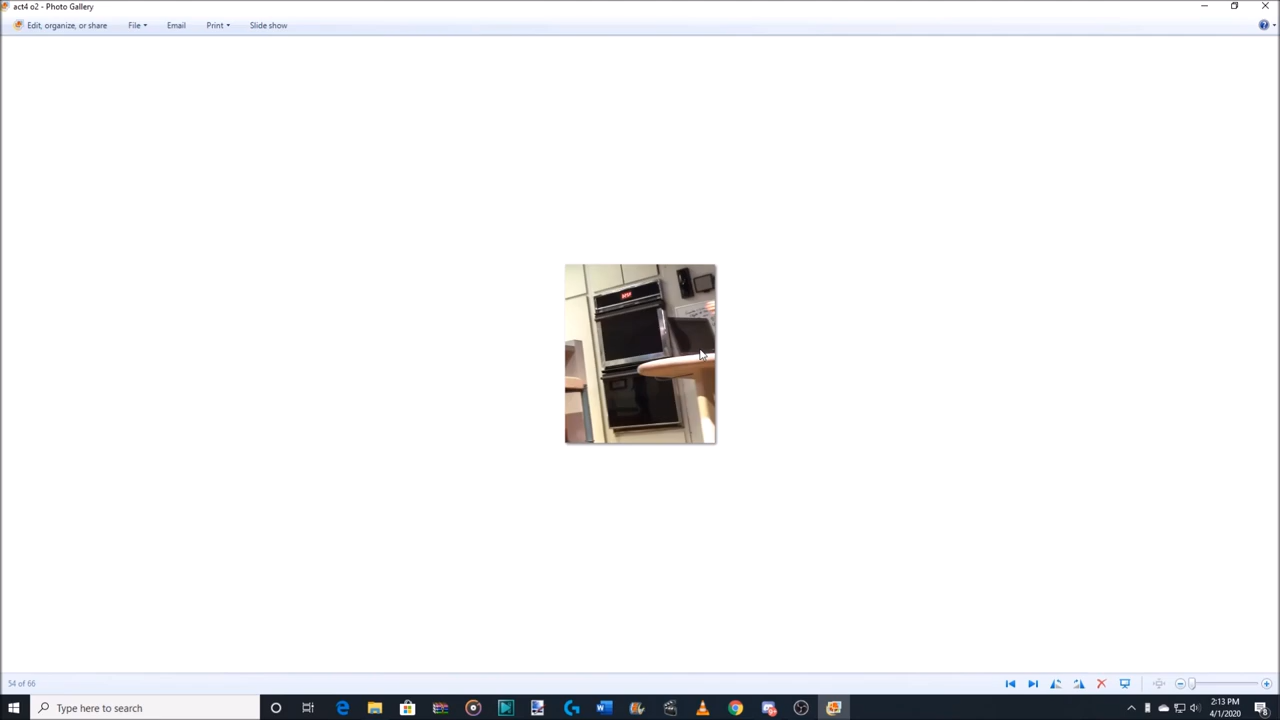 act4 o2 - Photo Gallery
Edit, organize, or share File Email Print Slide show
54 of 66
Type here to search
2:13 PM
4/1/2020
8